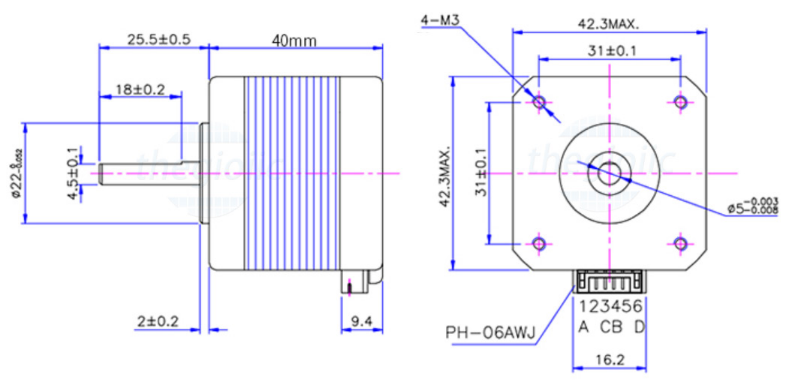 25.5±0.5
40mm
18±0.2
ø22-0.052
4.5±0.1
2±0.2
9.4
4-M3
42.3MAX.
31±0.1
42.3MAX.
31±0.1
ø5-0.003
-0.008
PH-06AWJ
123456
A CB D
16.2